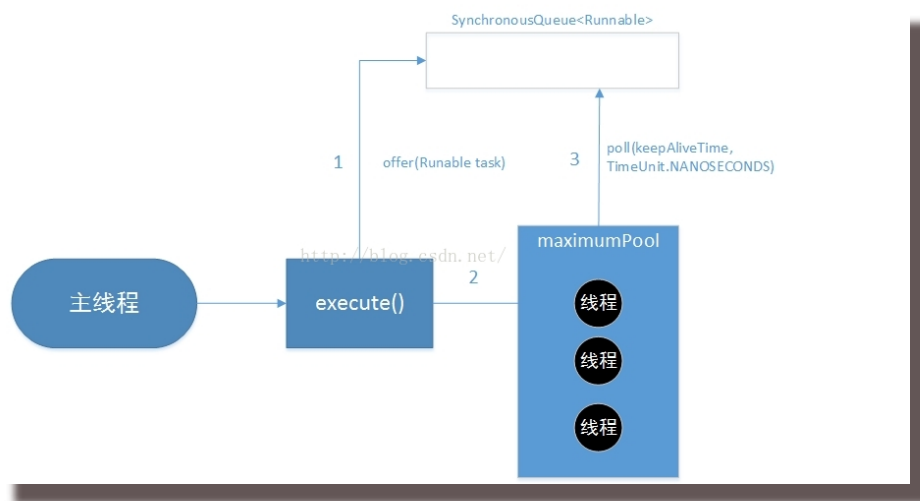 SynchronousQueue<Runnable>
1
offer(Runable task)
3
poll(keepAliveTime,
TimeUnit.NANOSECONDS)
maximumPool
http://blog.csdn.net/
主线程
execute()
2
线程
线程
线程